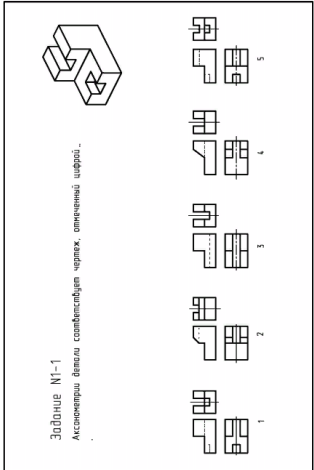 Задание N1-1
Аксонометрии детали соответствует чертеж, отмеченный цифрой_
.
1 2 3 4 5